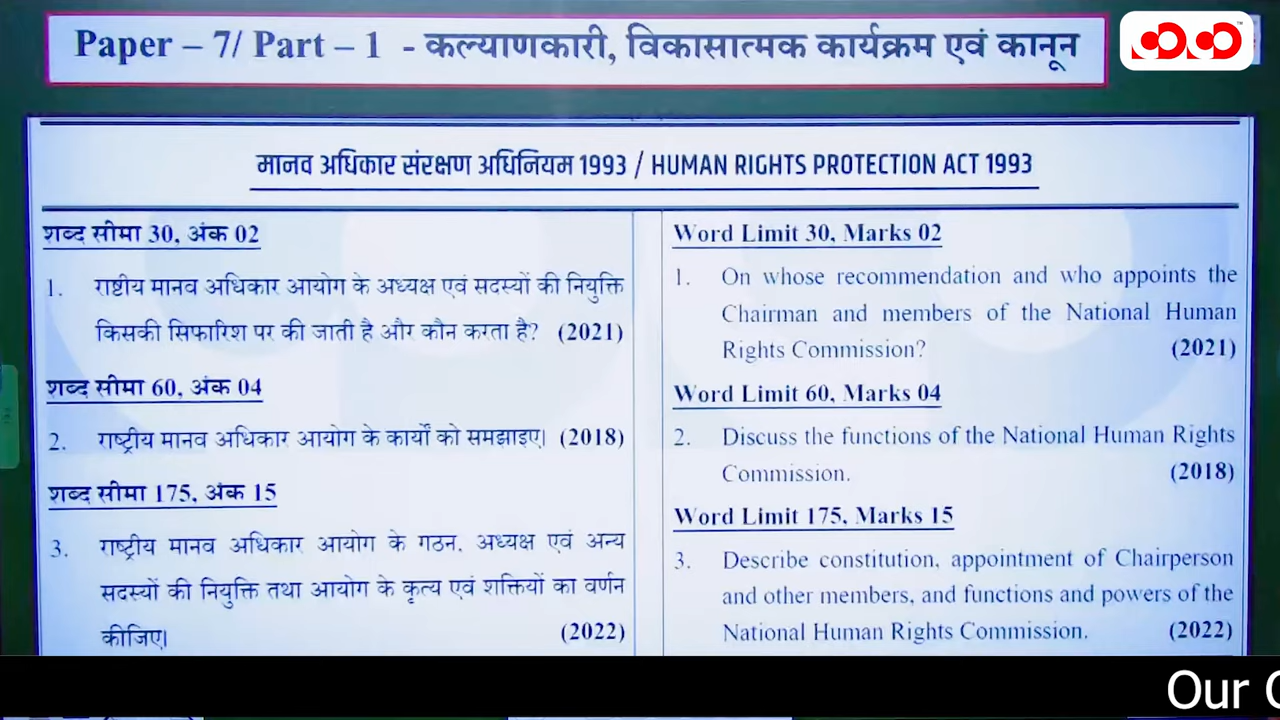 Paper – 7/ Part – 1 - कल्याणकारी, विकासात्मक कार्यक्रम एवं कानून
मानव अधिकार संरक्षण अधिनियम 1993 / HUMAN RIGHTS PROTECTION ACT 1993
शब्द सीमा 30, अंक 02
1. राष्टीय मानव अधिकार आयोग के अध्यक्ष एवं सदस्यों की नियुक्ति
किसकी सिफारिश पर की जाती है और कौन करता है? (2021)
शब्द सीमा 60, अंक 04
2. राष्ट्रीय मानव अधिकार आयोग के कार्यों को समझाइए। (2018)
शब्द सीमा 175, अंक 15
3. राष्ट्रीय मानव अधिकार आयोग के गठन, अध्यक्ष एवं अन्य
सदस्यों की नियुक्ति तथा आयोग के कृत्य एवं शक्तियों का वर्णन
कीजिए। (2022)
Word Limit 30, Marks 02
1. On whose recommendation and who appoints the
Chairman and members of the National Human
Rights Commission? (2021)
Word Limit 60, Marks 04
2. Discuss the functions of the National Human Rights
Commission. (2018)
Word Limit 175, Marks 15
3. Describe constitution, appointment of Chairperson
and other members, and functions and powers of the
National Human Rights Commission. (2022)
Our